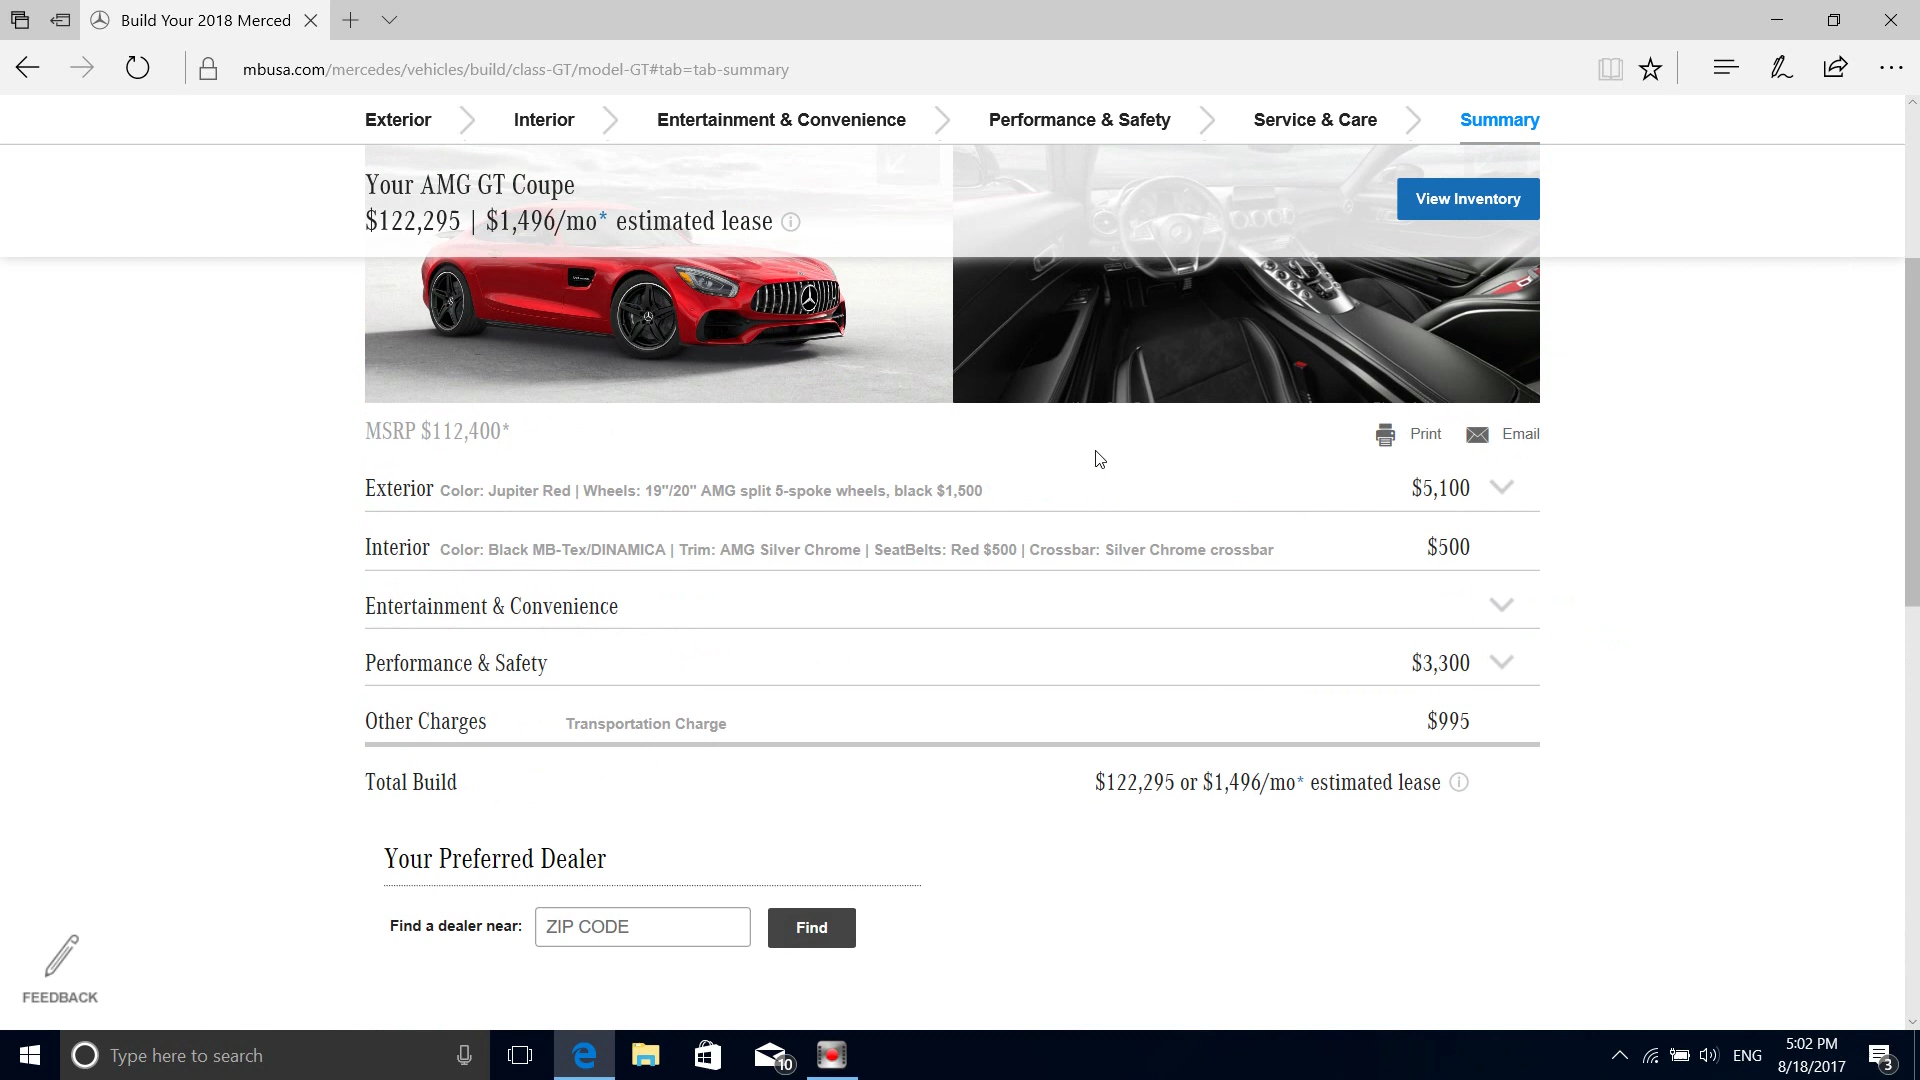 Build Your 2018 Merced
mbusa.com/mercedes/vehicles/build/class-GT/model-GT#tab=tab-summary
Exterior Interior Entertainment & Convenience Performance & Safety Service & Care Summary
Your AMG GT Coupe
$122,295 | $1,496/mo* estimated lease
View Inventory
MSRP $112,400*
Print Email
Exterior Color: Jupiter Red | Wheels: 19"/20" AMG split 5-spoke wheels, black $1,500 $5,100
Interior Color: Black MB-Tex/DINAMICA | Trim: AMG Silver Chrome | SeatBelts: Red $500 | Crossbar: Silver Chrome crossbar $500
Entertainment & Convenience
Performance & Safety $3,300
Other Charges Transportation Charge $995
Total Build $122,295 or $1,496/mo* estimated lease
Your Preferred Dealer
Find a dealer near: ZIP CODE Find
FEEDBACK
Type here to search
10
ENG
5:02 PM
8/18/2017
3